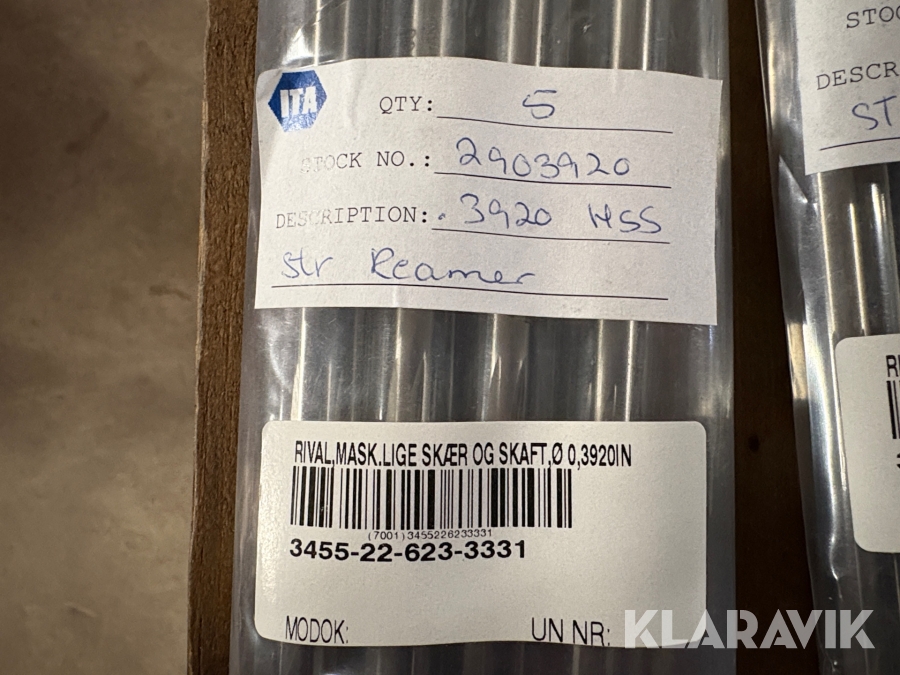 ITA
QTY: 5
STOCK NO.: 2903920
DESCRIPTION: .3920 HSS
Str Reamer
RIVAL,MASK.LIGE SKÆR OG SKAFT,Ø 0,3920IN
(7001)3455226233331
3455-22-623-3331
MODOK:
UN NR:
STOC
DESCR
ST
KLARAVIK